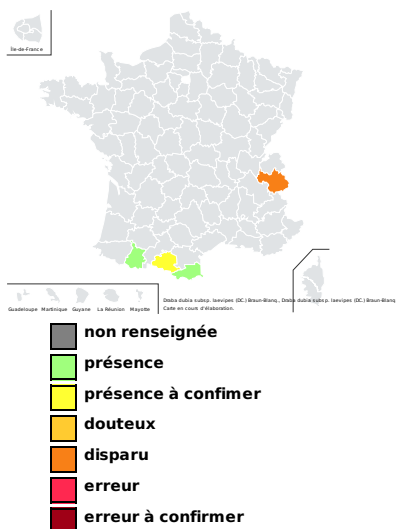 Île-de-France
Guadeloupe Martinique Guyane La Réunion Mayotte
Draba dubia subsp. laevipes (DC.) Braun-Blanq., Draba dubia subsp. laevipes (DC.) Braun-Blanq
Carte en cours d'élaboration.
non renseignée
présence
présence à confimer
douteux
disparu
erreur
erreur à confirmer